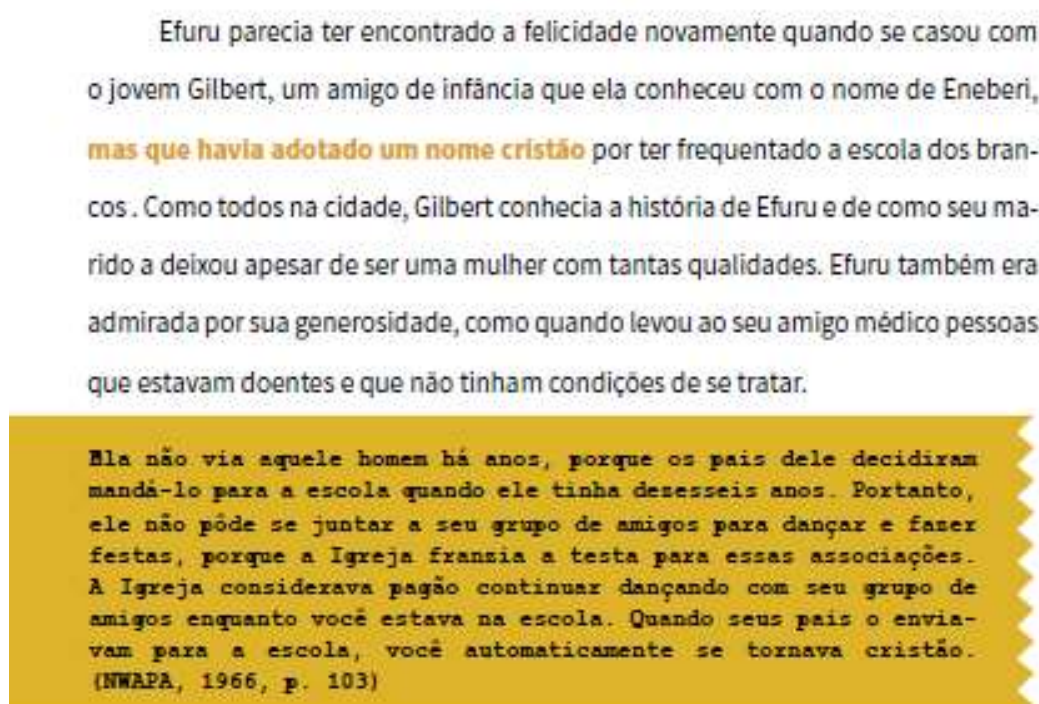 Efuru parecia ter encontrado a felicidade novamente quando se casou com
o jovem Gilbert, um amigo de infância que ela conheceu com o nome de Eneberi,
mas que havia adotado um nome cristão por ter frequentado a escola dos bran-
cos . Como todos na cidade, Gilbert conhecia a história de Efuru e de como seu ma-
rido a deixou apesar de ser uma mulher com tantas qualidades. Efuru também era
admirada por sua generosidade, como quando levou ao seu amigo médico pessoas
que estavam doentes e que não tinham condições de se tratar.
Ela não via aquele homem há anos, porque os pais dele decidiram
mandá-lo para a escola quando ele tinha dezesseis anos. Portanto,
ele não pôde se juntar a seu grupo de amigos para dançar e fazer
festas, porque a Igreja franzia a testa para essas associações.
A Igreja considerava pagão continuar dançando com seu grupo de
amigos enquanto você estava na escola. Quando seus pais o envia-
vam para a escola, você automaticamente se tornava cristão.
(NWAPA, 1966, p. 103)